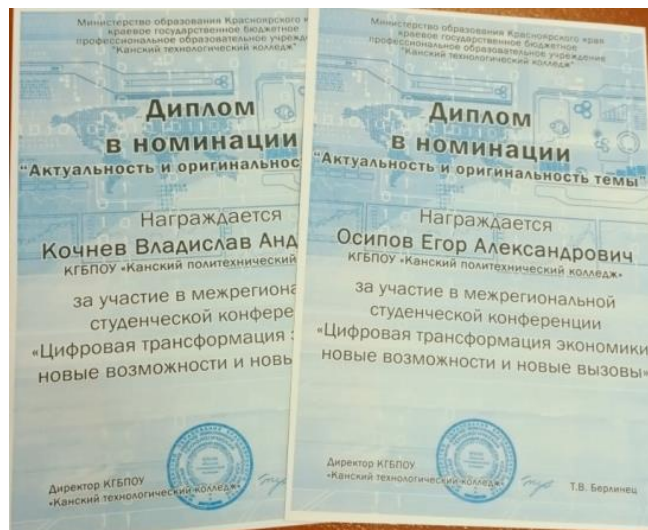 Министерство образования Красноярского к
краевое государственное бюджетное
профессиональное образовательное учрежде
"Канский технологический колледж"
Диплом
в номинации
"Актуальность и оригинальнос
Награждается
Кочнев Владислав Анд
КГБПОУ «Канский политехнический
за участие в межрегиона
студенческой конфере
«Цифровая трансформация
новые возможности и новы
Директор КГБПОУ
«Канский технологический колледж»
Министерство образования Красноярского края
краевое государственное бюджетное
профессиональное образовательное учреждение
"Канский технологический колледж"
Диплом
в номинации
"Актуальность и оригинальность темы"
Награждается
Осипов Егор Александрович
КГБПОУ «Канский политехнический колледж»
за участие в межрегиональной
студенческой конференции
«Цифровая трансформация экономики
новые возможности и новые вызовы»
Директор КГБПОУ
«Канский технологический колледж»
Т.В. Берлинец